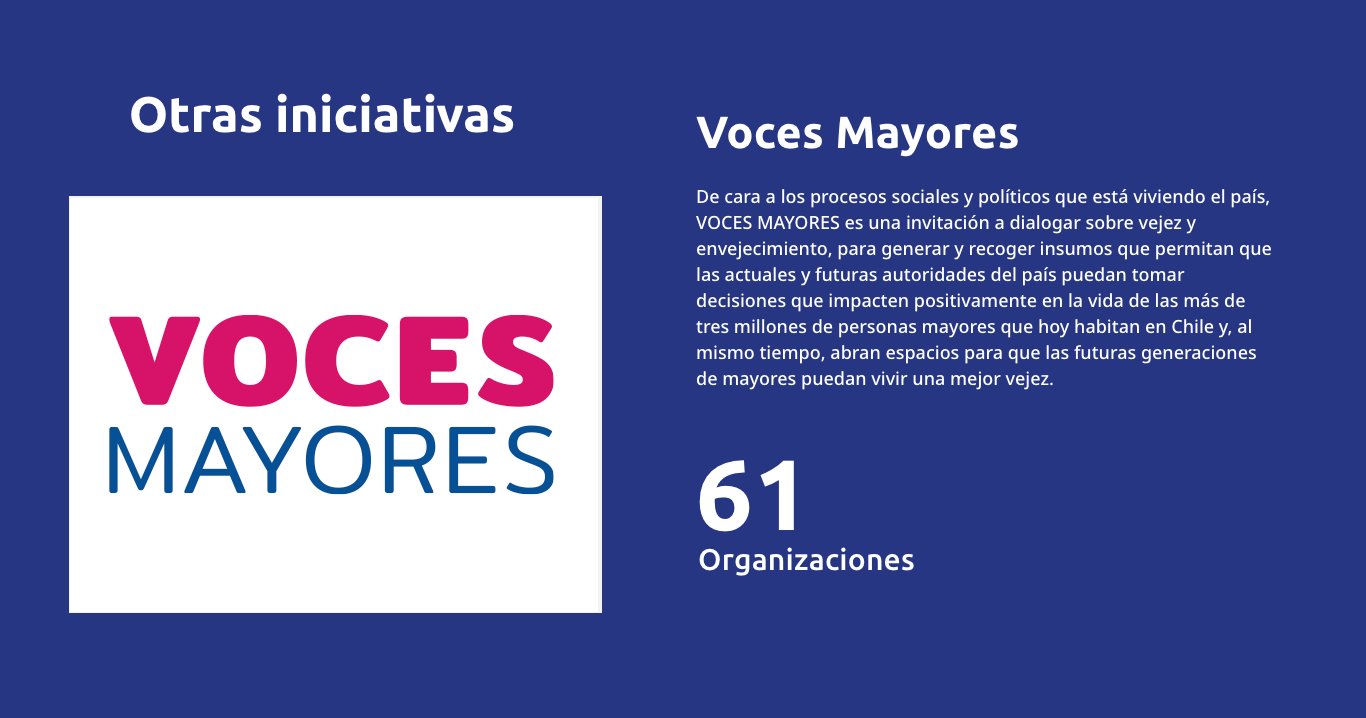 Otras iniciativas
VOCES
MAYORES
Voces Mayores
De cara a los procesos sociales y políticos que está viviendo el país,
VOCES MAYORES es una invitación a dialogar sobre vejez y
envejecimiento, para generar y recoger insumos que permitan que
las actuales y futuras autoridades del país puedan tomar
decisiones que impacten positivamente en la vida de las más de
tres millones de personas mayores que hoy habitan en Chile y, al
mismo tiempo, abran espacios para que las futuras generaciones
de mayores puedan vivir una mejor vejez.
61
Organizaciones